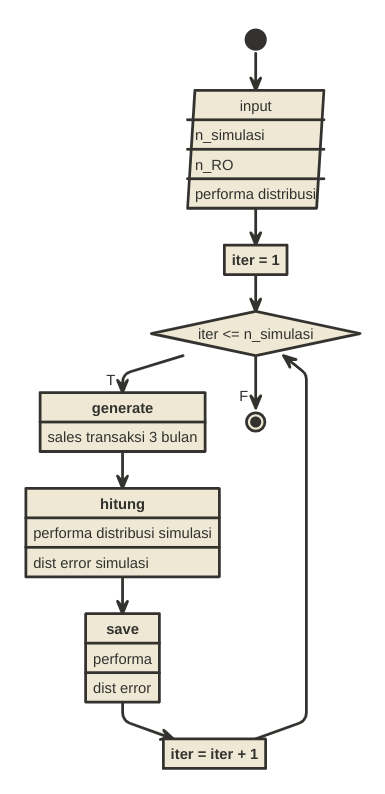 input
n_simulasi
n_RO
performa distribusi
iter = 1
iter <= n_simulasi
T
F
generate
sales transaksi 3 bulan
hitung
performa distribusi simulasi
dist error simulasi
save
performa
dist error
iter = iter + 1